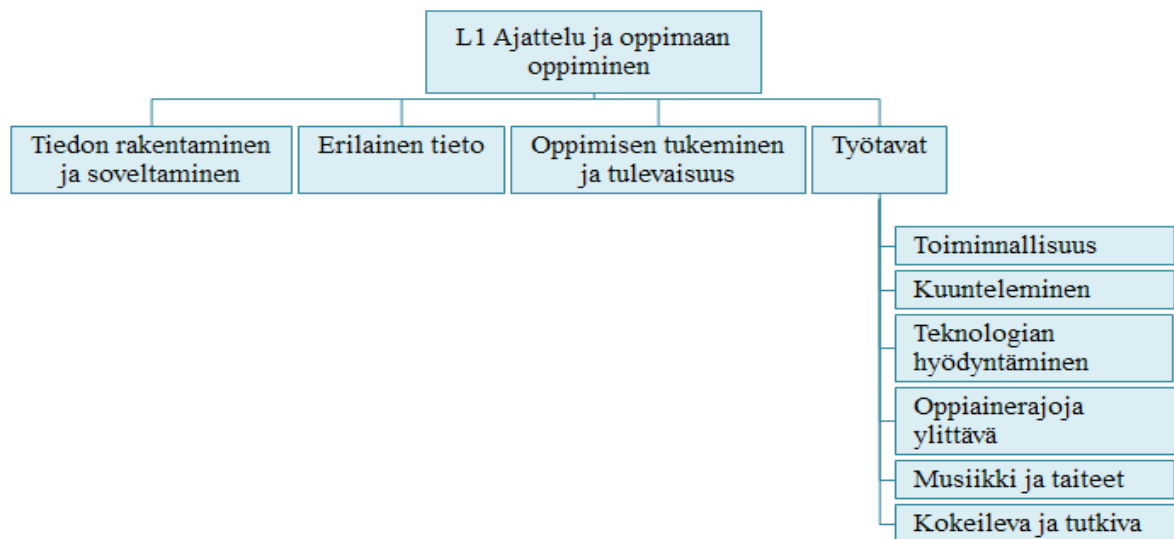 L1 Ajattelu ja oppimaan
oppiminen
Tiedon rakentaminen
ja soveltaminen
Erilainen tieto
Oppimisen tukeminen
ja tulevaisuus
Työtavat
Toiminnallisuus
Kuunteleminen
Teknologian
hyödyntäminen
Oppiainerajoja
ylittävä
Musiikki ja taiteet
Kokeileva ja tutkiva